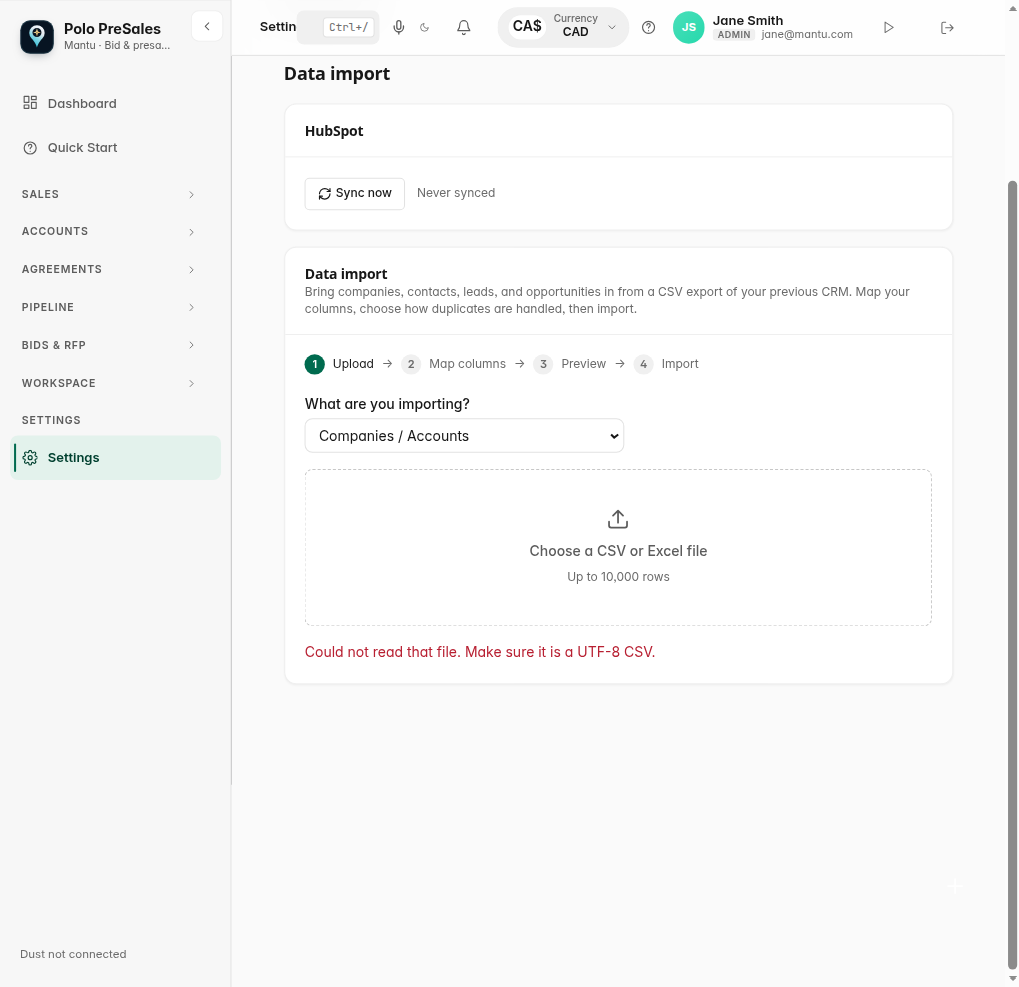 Polo PreSales
Mantu · Bid & presa...
Dashboard
Quick Start
SALES
ACCOUNTS
AGREEMENTS
PIPELINE
BIDS & RFP
WORKSPACE
SETTINGS
Settings
Dust not connected
Settin
Ctrl+/
CA$
Currency
CAD
JS
Jane Smith
ADMIN jane@mantu.com
Data import
HubSpot
Sync now
Never synced
Data import
Bring companies, contacts, leads, and opportunities in from a CSV export of your previous CRM. Map your
columns, choose how duplicates are handled, then import.
1 Upload → 2 Map columns → 3 Preview → 4 Import
What are you importing?
Companies / Accounts
Choose a CSV or Excel file
Up to 10,000 rows
Could not read that file. Make sure it is a UTF-8 CSV.